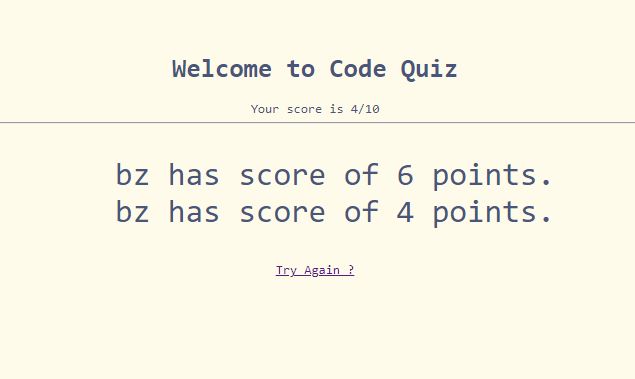 Welcome to Code Quiz
Your score is 4/10
bz has score of 6 points.
bz has score of 4 points.
Try Again ?